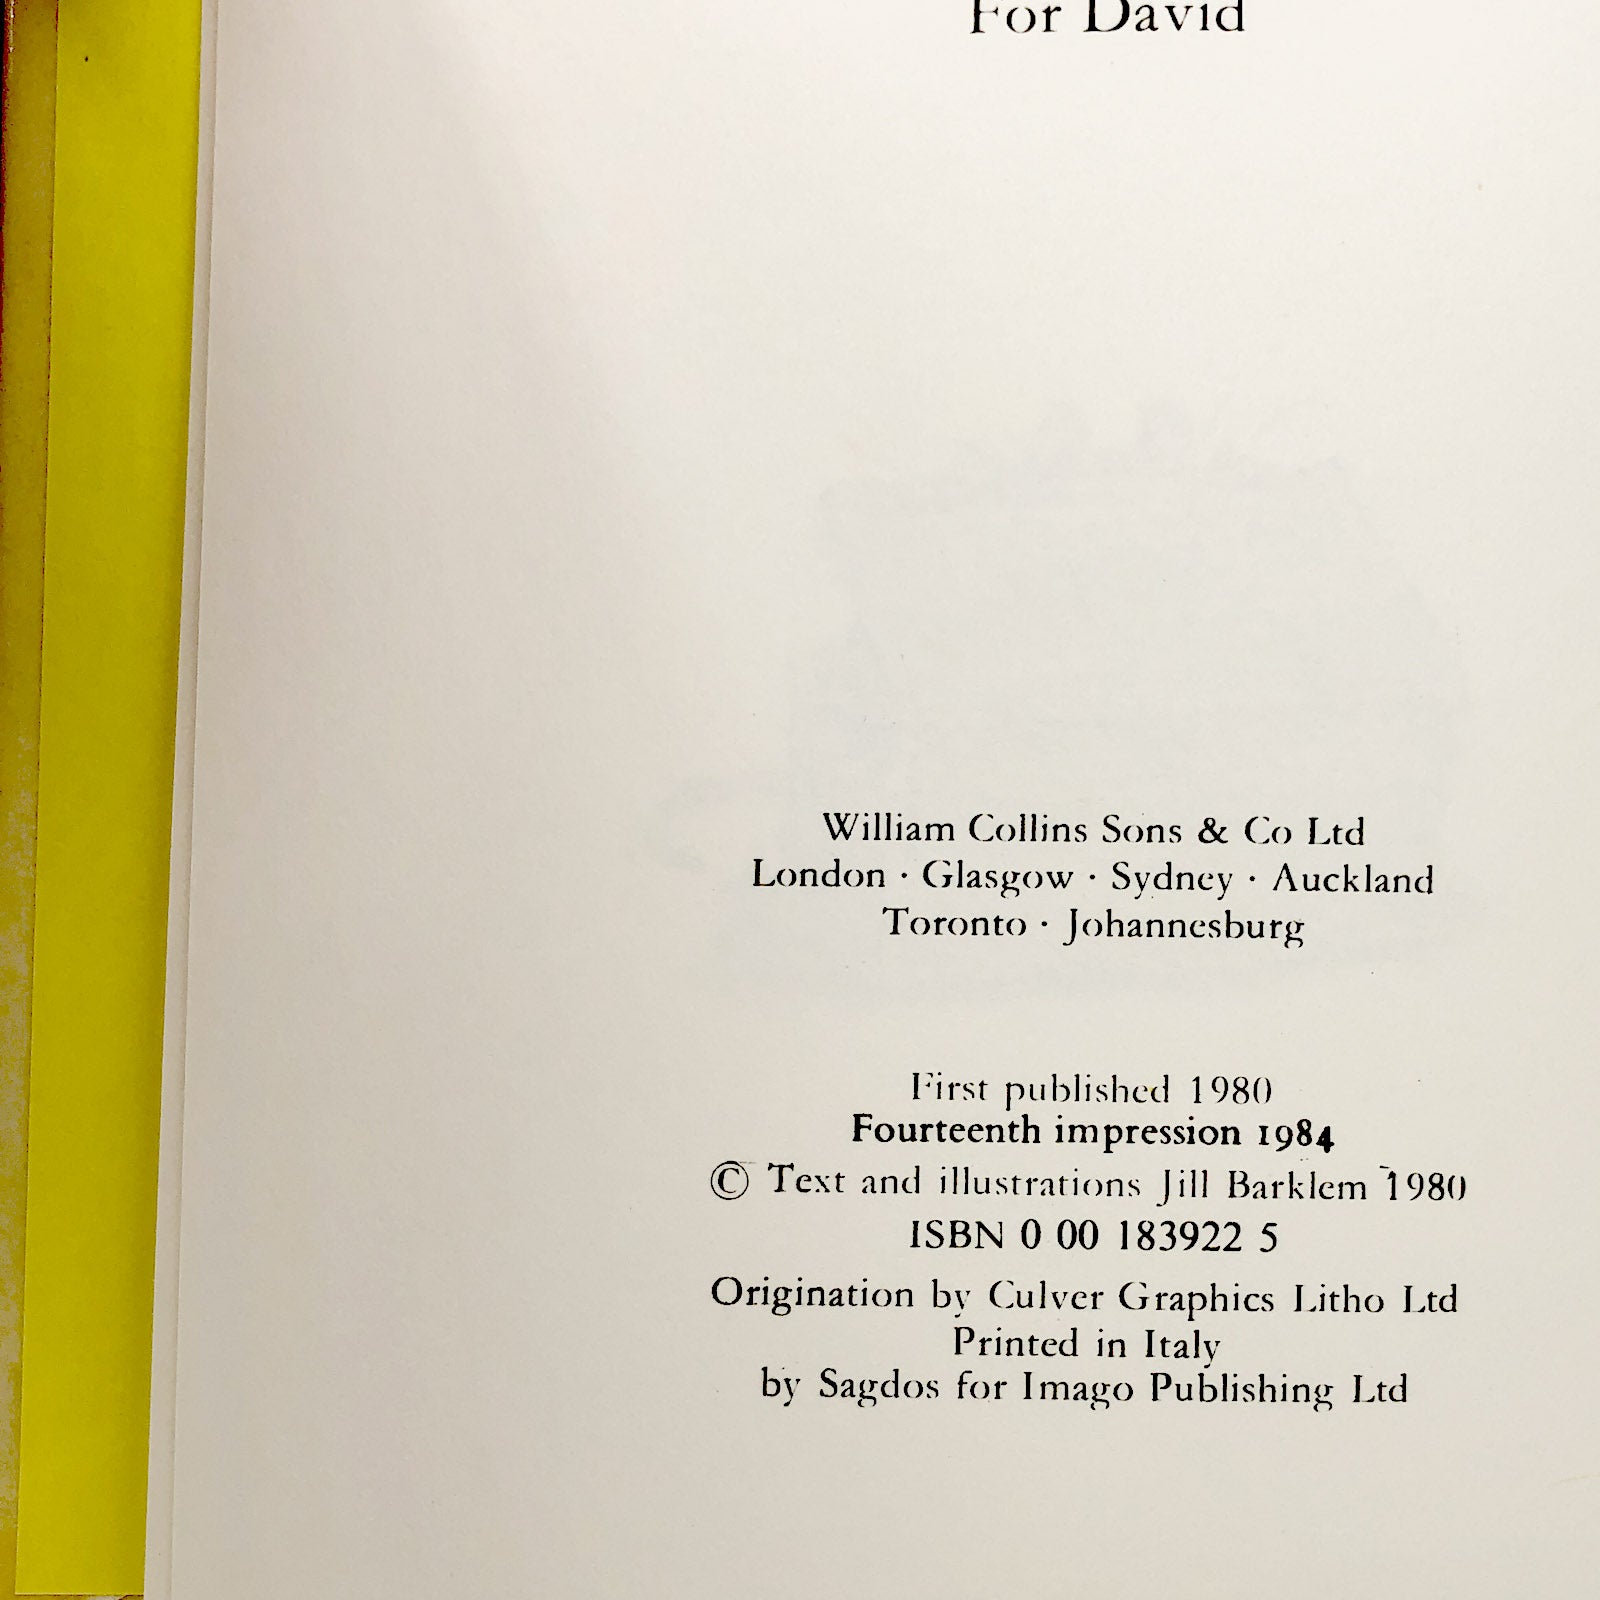 For David
William Collins Sons & Co Ltd
London · Glasgow · Sydney · Auckland
Toronto · Johannesburg
First published 1980
Fourteenth impression 1984
© Text and illustrations Jill Barklem 1980
ISBN 0 00 183922 5
Origination by Culver Graphics Litho Ltd
Printed in Italy
by Sagdos for Imago Publishing Ltd